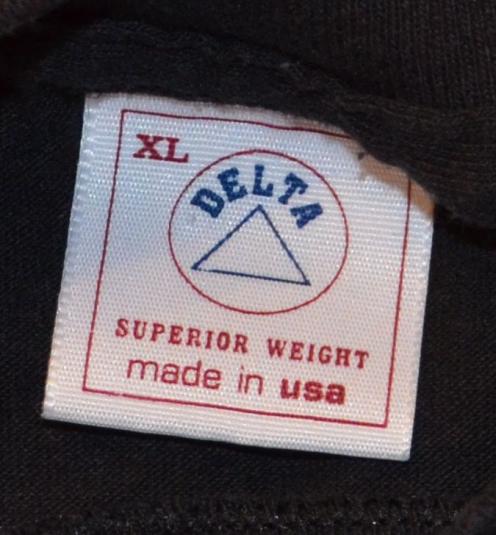 XL
DELTA
SUPERIOR WEIGHT
made in usa